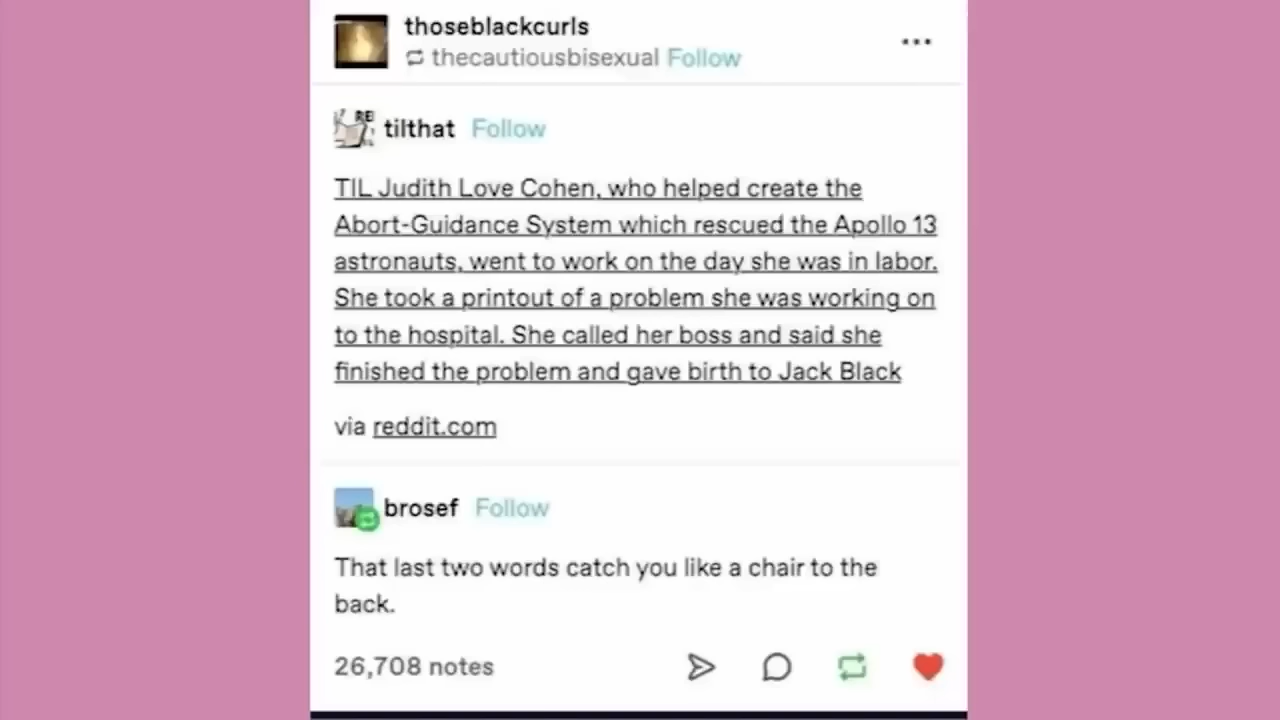 thoseblackcurls
thecautiousbisexual Follow
tilthat Follow
TIL Judith Love Cohen, who helped create the
Abort-Guidance System which rescued the Apollo 13
astronauts, went to work on the day she was in labor.
She took a printout of a problem she was working on
to the hospital. She called her boss and said she
finished the problem and gave birth to Jack Black
via reddit.com
brosef Follow
That last two words catch you like a chair to the
back.
26,708 notes